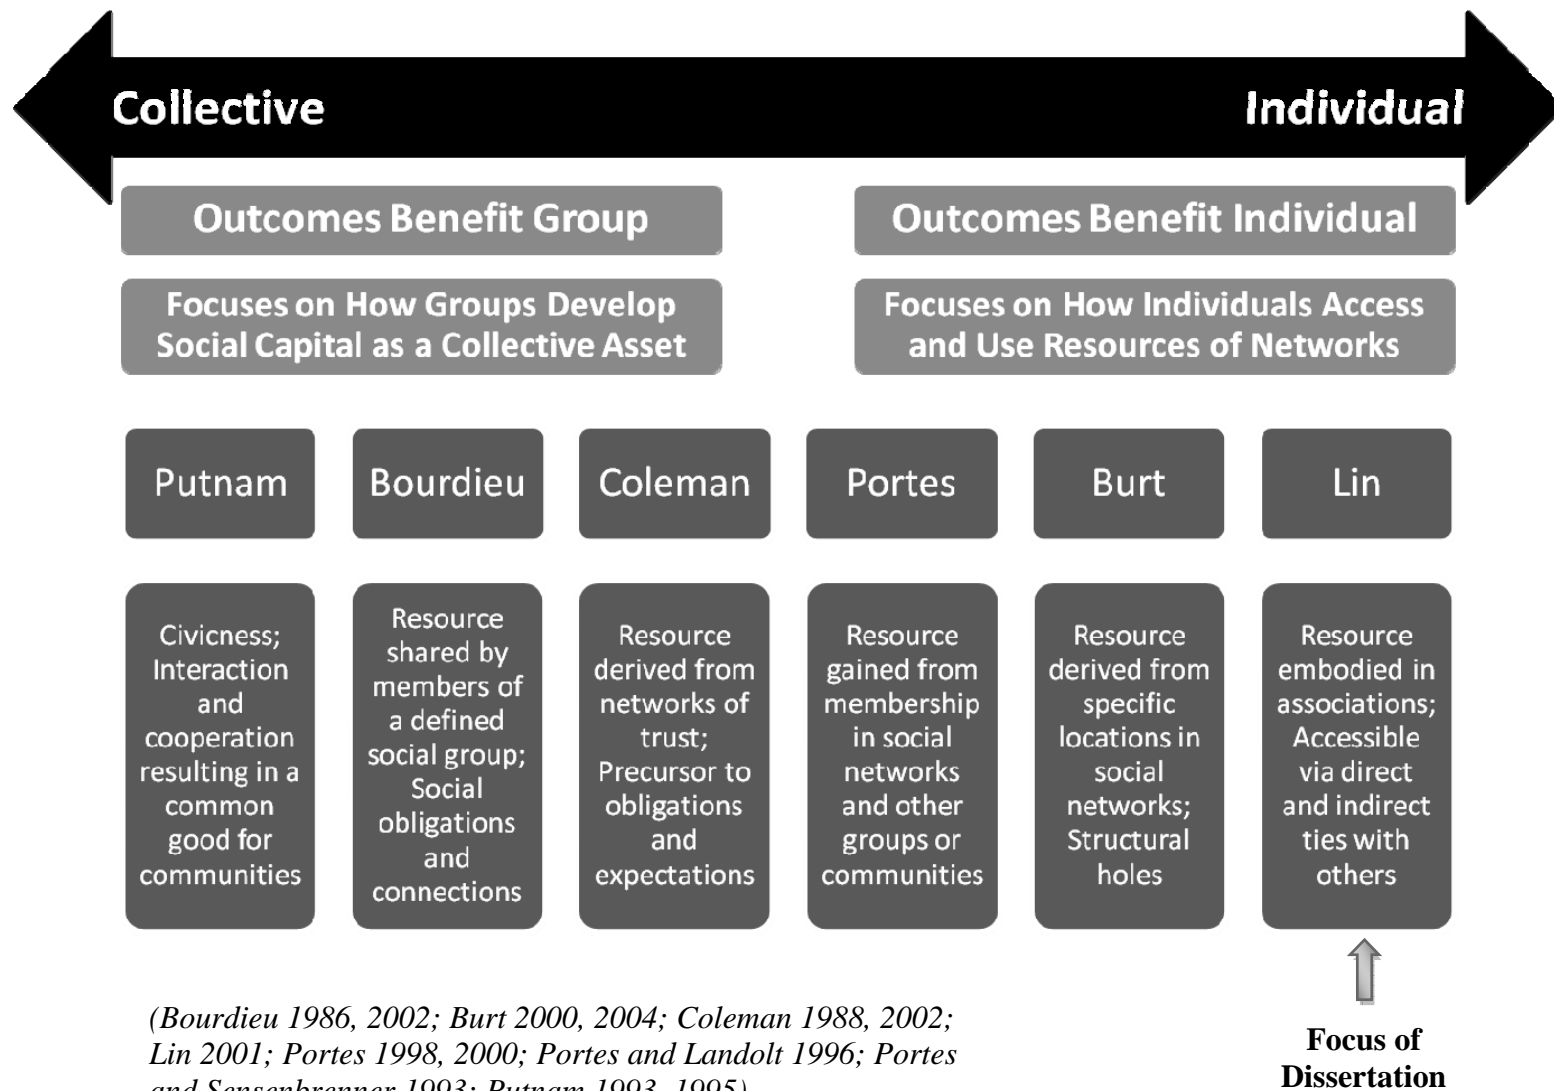 Collective
Individual
Outcomes Benefit Group
Outcomes Benefit Individual
Focuses on How Groups Develop
Social Capital as a Collective Asset
Focuses on How Individuals Access
and Use Resources of Networks
Putnam
Bourdieu
Coleman
Portes
Burt
Lin
Civicness;
Interaction
and
cooperation
resulting in a
common
good for
communities
Resource
shared by
members of
a defined
social group;
Social
obligations
and
connections
Resource
derived from
networks of
trust;
Precursor to
obligations
and
expectations
Resource
gained from
membership
in social
networks
and other
groups or
communities
Resource
derived from
specific
locations in
social
networks;
Structural
holes
Resource
embodied in
associations;
Accessible
via direct
and indirect
ties with
others
(Bourdieu 1986, 2002; Burt 2000, 2004; Coleman 1988, 2002;
Lin 2001; Portes 1998, 2000; Portes and Landolt 1996; Portes
and Sensenbrenner 1993; Putnam 1993, 1995)
Focus of
Dissertation